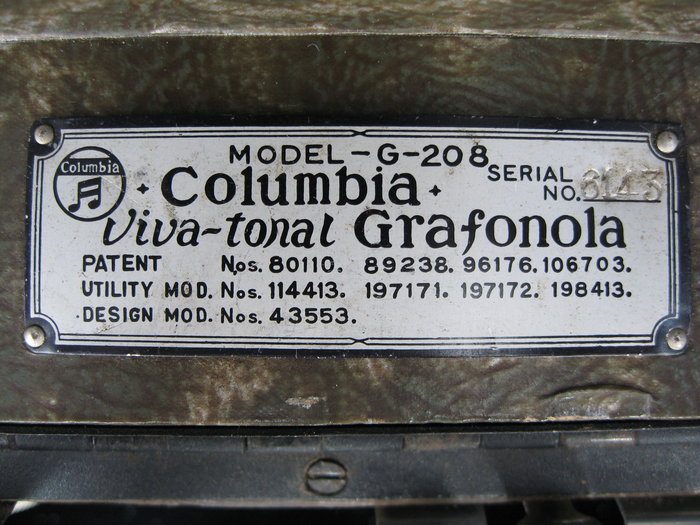 MODEL-G-208
Columbia
SERIAL
NO. 6143
Columbia
Viva-tonal Grafonola
PATENT Nos. 80110. 89238. 96176. 106703.
UTILITY MOD. Nos. 114413. 197171. 197172. 198413.
DESIGN MOD. Nos. 43553.